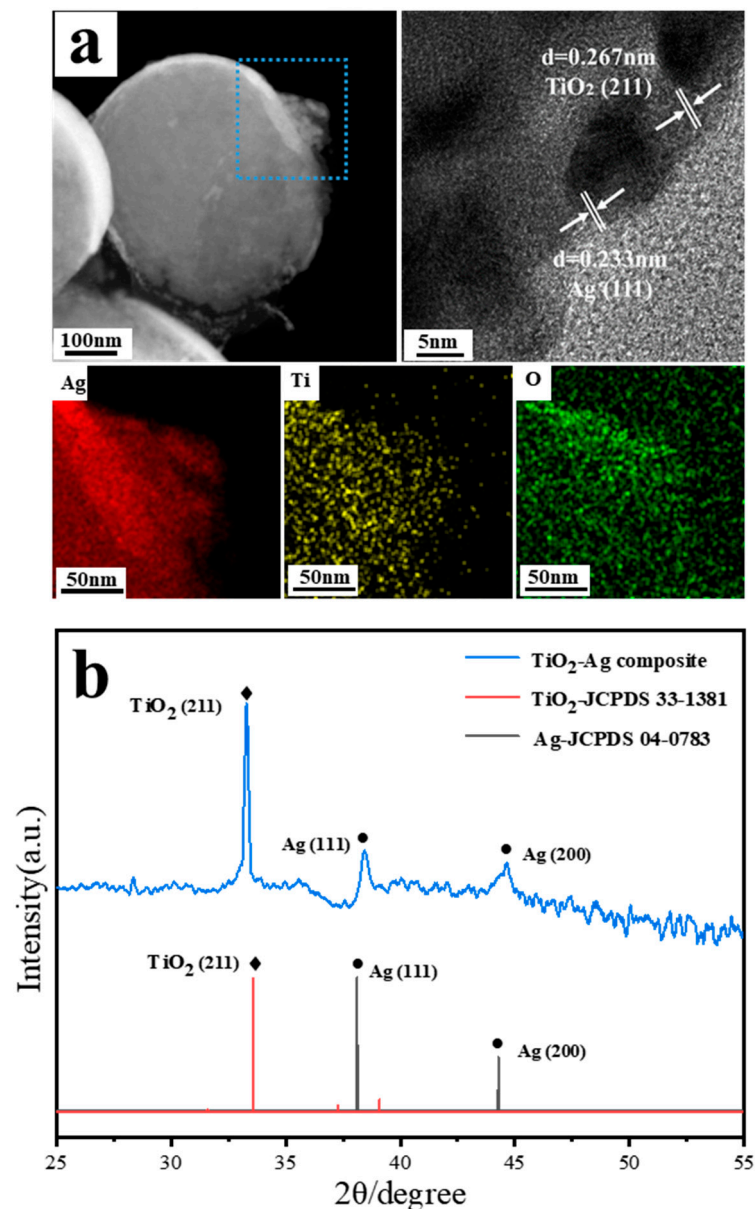 a
d=0.267nm
TiO₂ (211)
d=0.233nm
Ag (111)
100nm
5nm
Ag
Ti
O
50nm
50nm
50nm
b
TiO₂-Ag composite
TiO₂-JCPDS 33-1381
Ag-JCPDS 04-0783
TiO₂ (211)
Ag (111)
Ag (200)
TiO₂ (211)
Ag (111)
Ag (200)
Intensity(a.u.)
25 30 35 40 45 50 55
2θ/degree